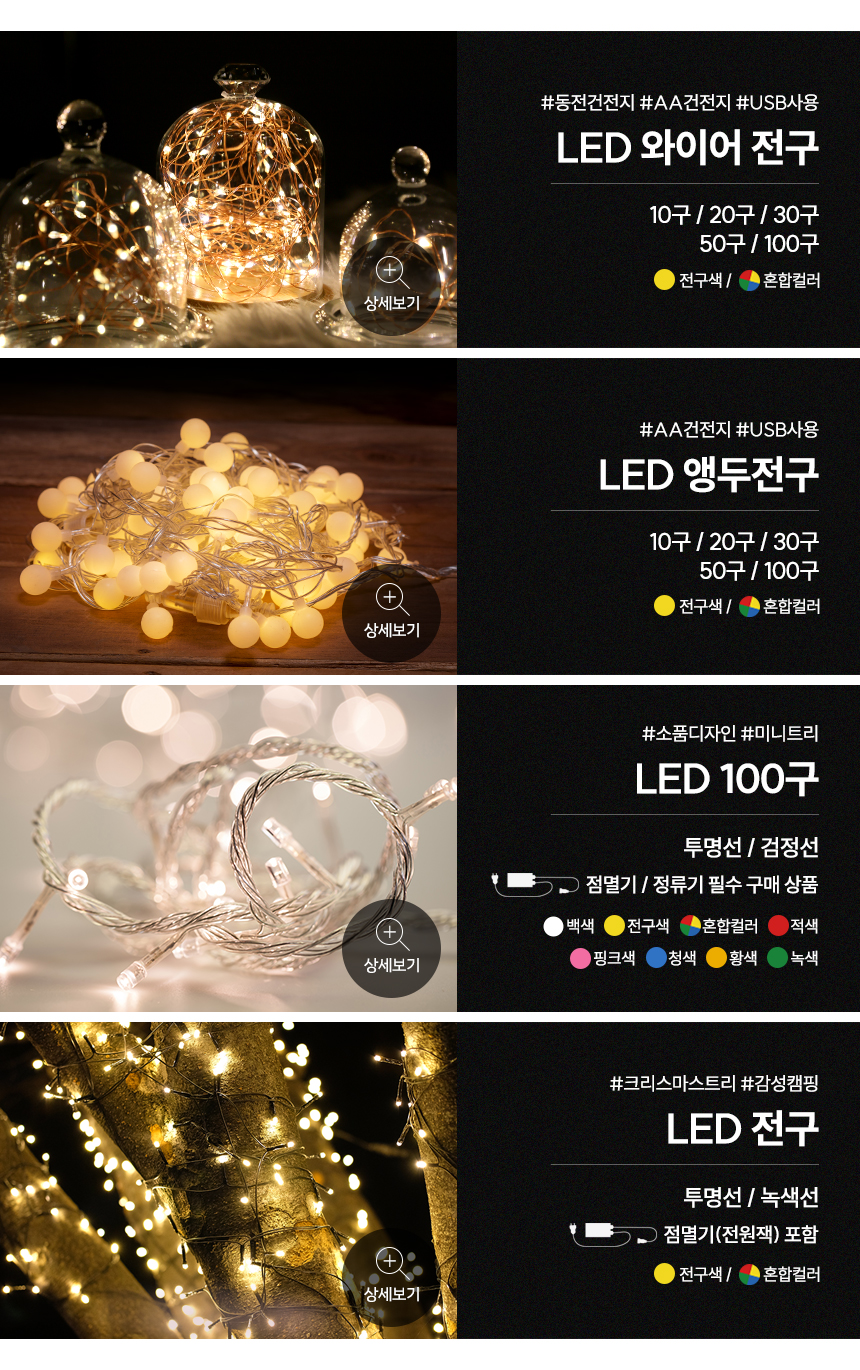 #동전건전지 #AA건전지 #USB사용
LED 와이어 전구
10구 / 20구 / 30구
50구 / 100구
전구색 / 혼합컬러
상세보기
#AA건전지 #USB사용
LED 앵두전구
10구 / 20구 / 30구
50구 / 100구
전구색 / 혼합컬러
상세보기
#소품디자인 #미니트리
LED 100구
투명선 / 검정선
점멸기 / 정류기 필수 구매 상품
백색 전구색 혼합컬러 적색
핑크색 청색 황색 녹색
상세보기
#크리스마스트리 #감성캠핑
LED 전구
투명선 / 녹색선
점멸기(전원잭) 포함
전구색 / 혼합컬러
상세보기